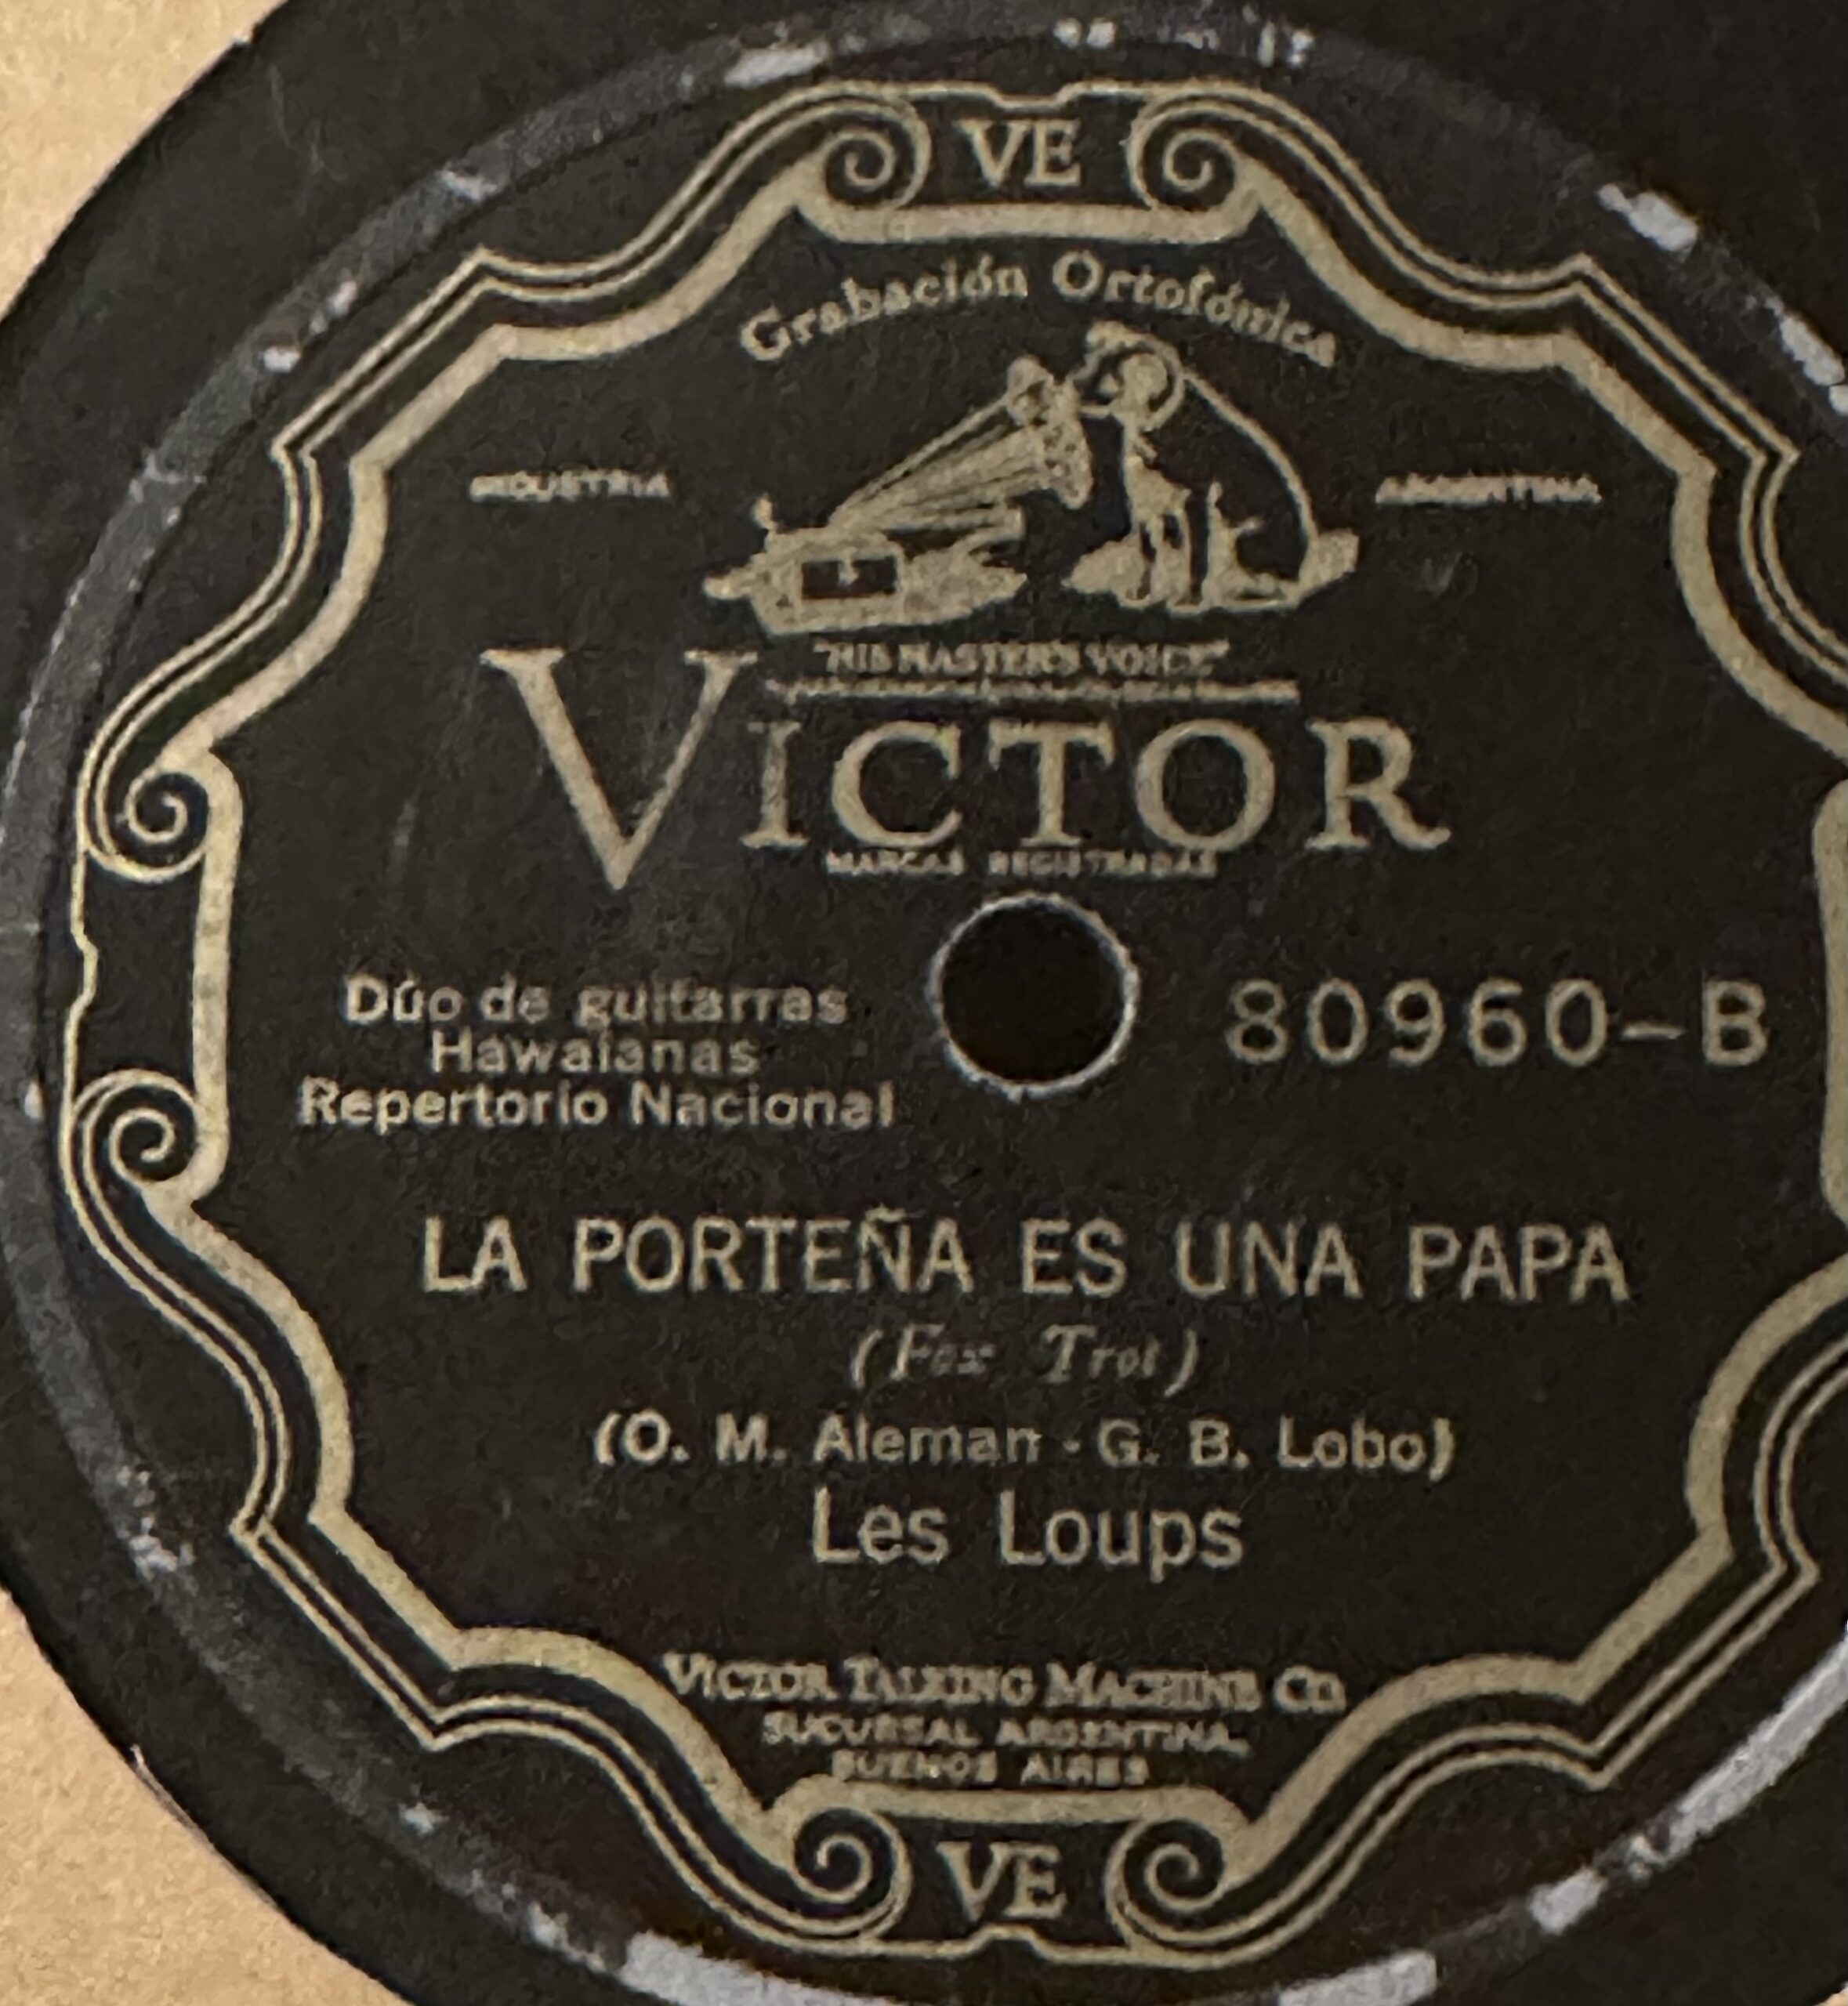 VE
Grabación Ortofónica
INDUSTRIA
ARGENTINA
"HIS MASTER'S VOICE"
VICTOR
MARCAS REGISTRADAS
Dúo de guitarras
Hawaianas
Repertorio Nacional
80960-B
LA PORTEÑA ES UNA PAPA
(Fox Trot)
(O. M. Aleman - G. B. Lobo)
Les Loups
VICTOR TALKING MACHINE CO.
SUCURSAL ARGENTINA,
BUENOS AIRES
VE